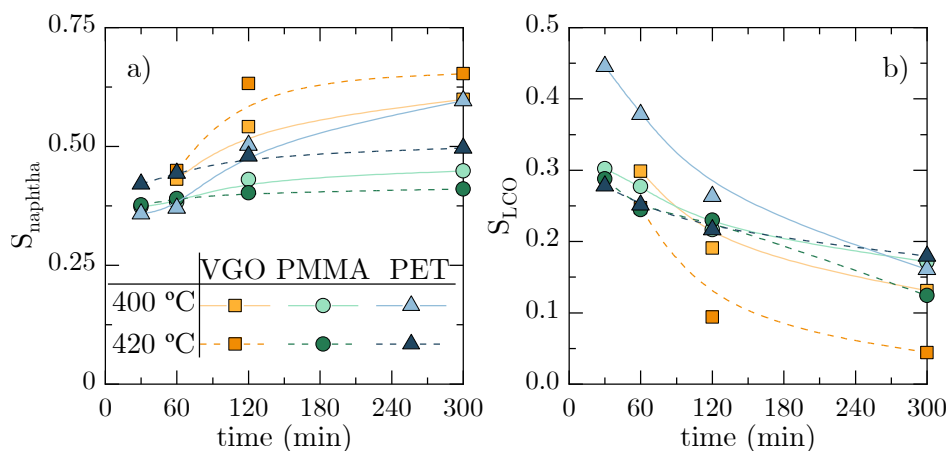 0.75
0.50
0.25
0
S_naphtha
a)
VGO PMMA PET
400 ºC
420 ºC
0 60 120 180 240 300
time (min)
0.5
0.4
0.3
0.2
0.1
0.0
S_LCO
b)
0 60 120 180 240 300
time (min)